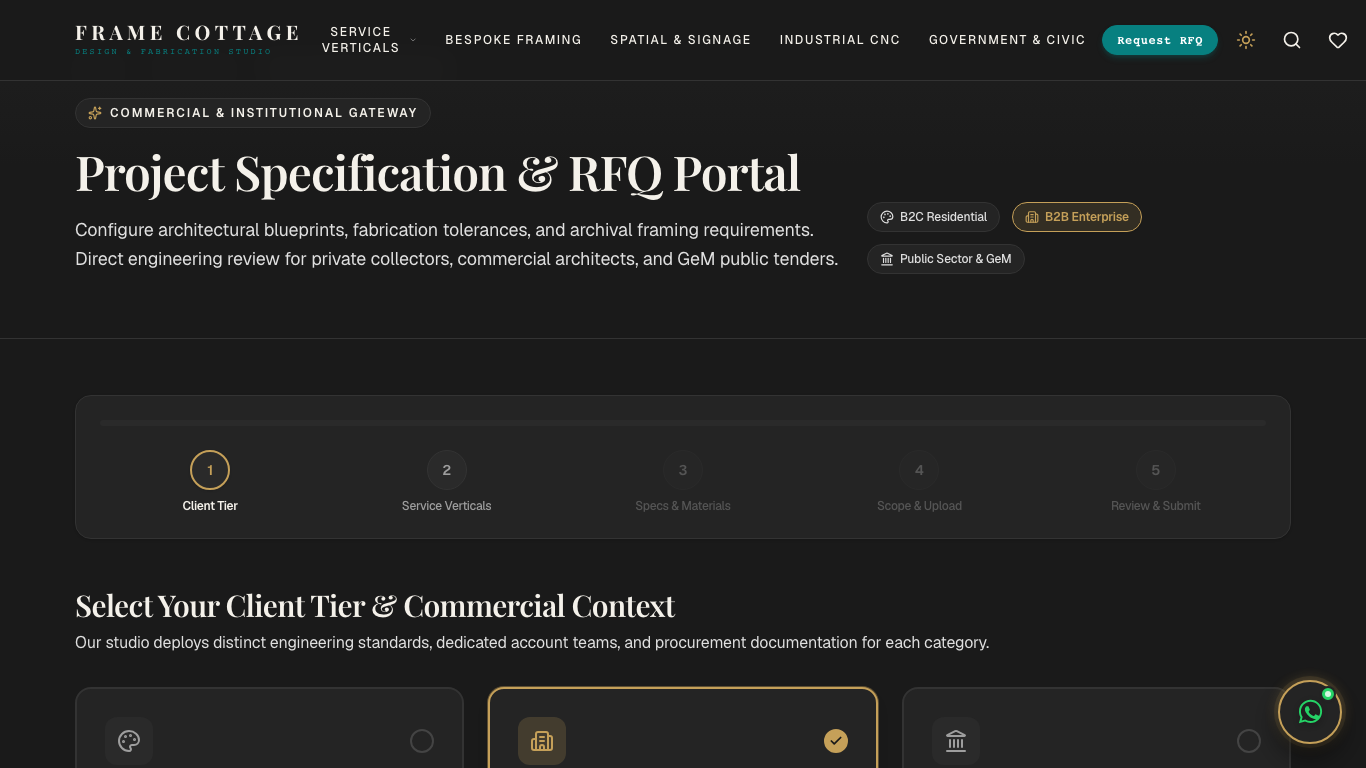 FRAME COTTAGE
DESIGN & FABRICATION STUDIO
SERVICE
VERTICALS
BESPOKE FRAMING
SPATIAL & SIGNAGE
INDUSTRIAL CNC
GOVERNMENT & CIVIC
Request RFQ
COMMERCIAL & INSTITUTIONAL GATEWAY
Project Specification & RFQ Portal
Configure architectural blueprints, fabrication tolerances, and archival framing requirements.
Direct engineering review for private collectors, commercial architects, and GeM public tenders.
B2C Residential
B2B Enterprise
Public Sector & GeM
1
Client Tier
2
Service Verticals
3
Specs & Materials
4
Scope & Upload
5
Review & Submit
Select Your Client Tier & Commercial Context
Our studio deploys distinct engineering standards, dedicated account teams, and procurement documentation for each category.